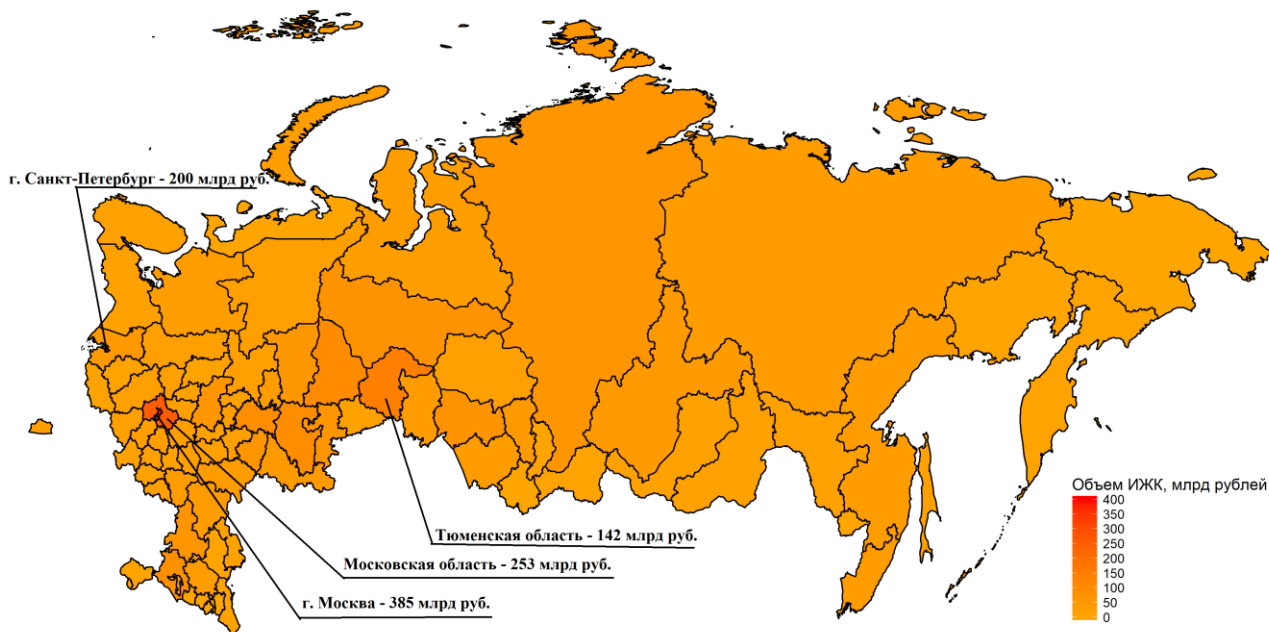 г. Санкт-Петербург - 200 млрд руб.
Объем ИЖК, млрд рублей
400
350
300
250
200
150
100
50
0
Тюменская область - 142 млрд руб.
Московская область - 253 млрд руб.
г. Москва - 385 млрд руб.